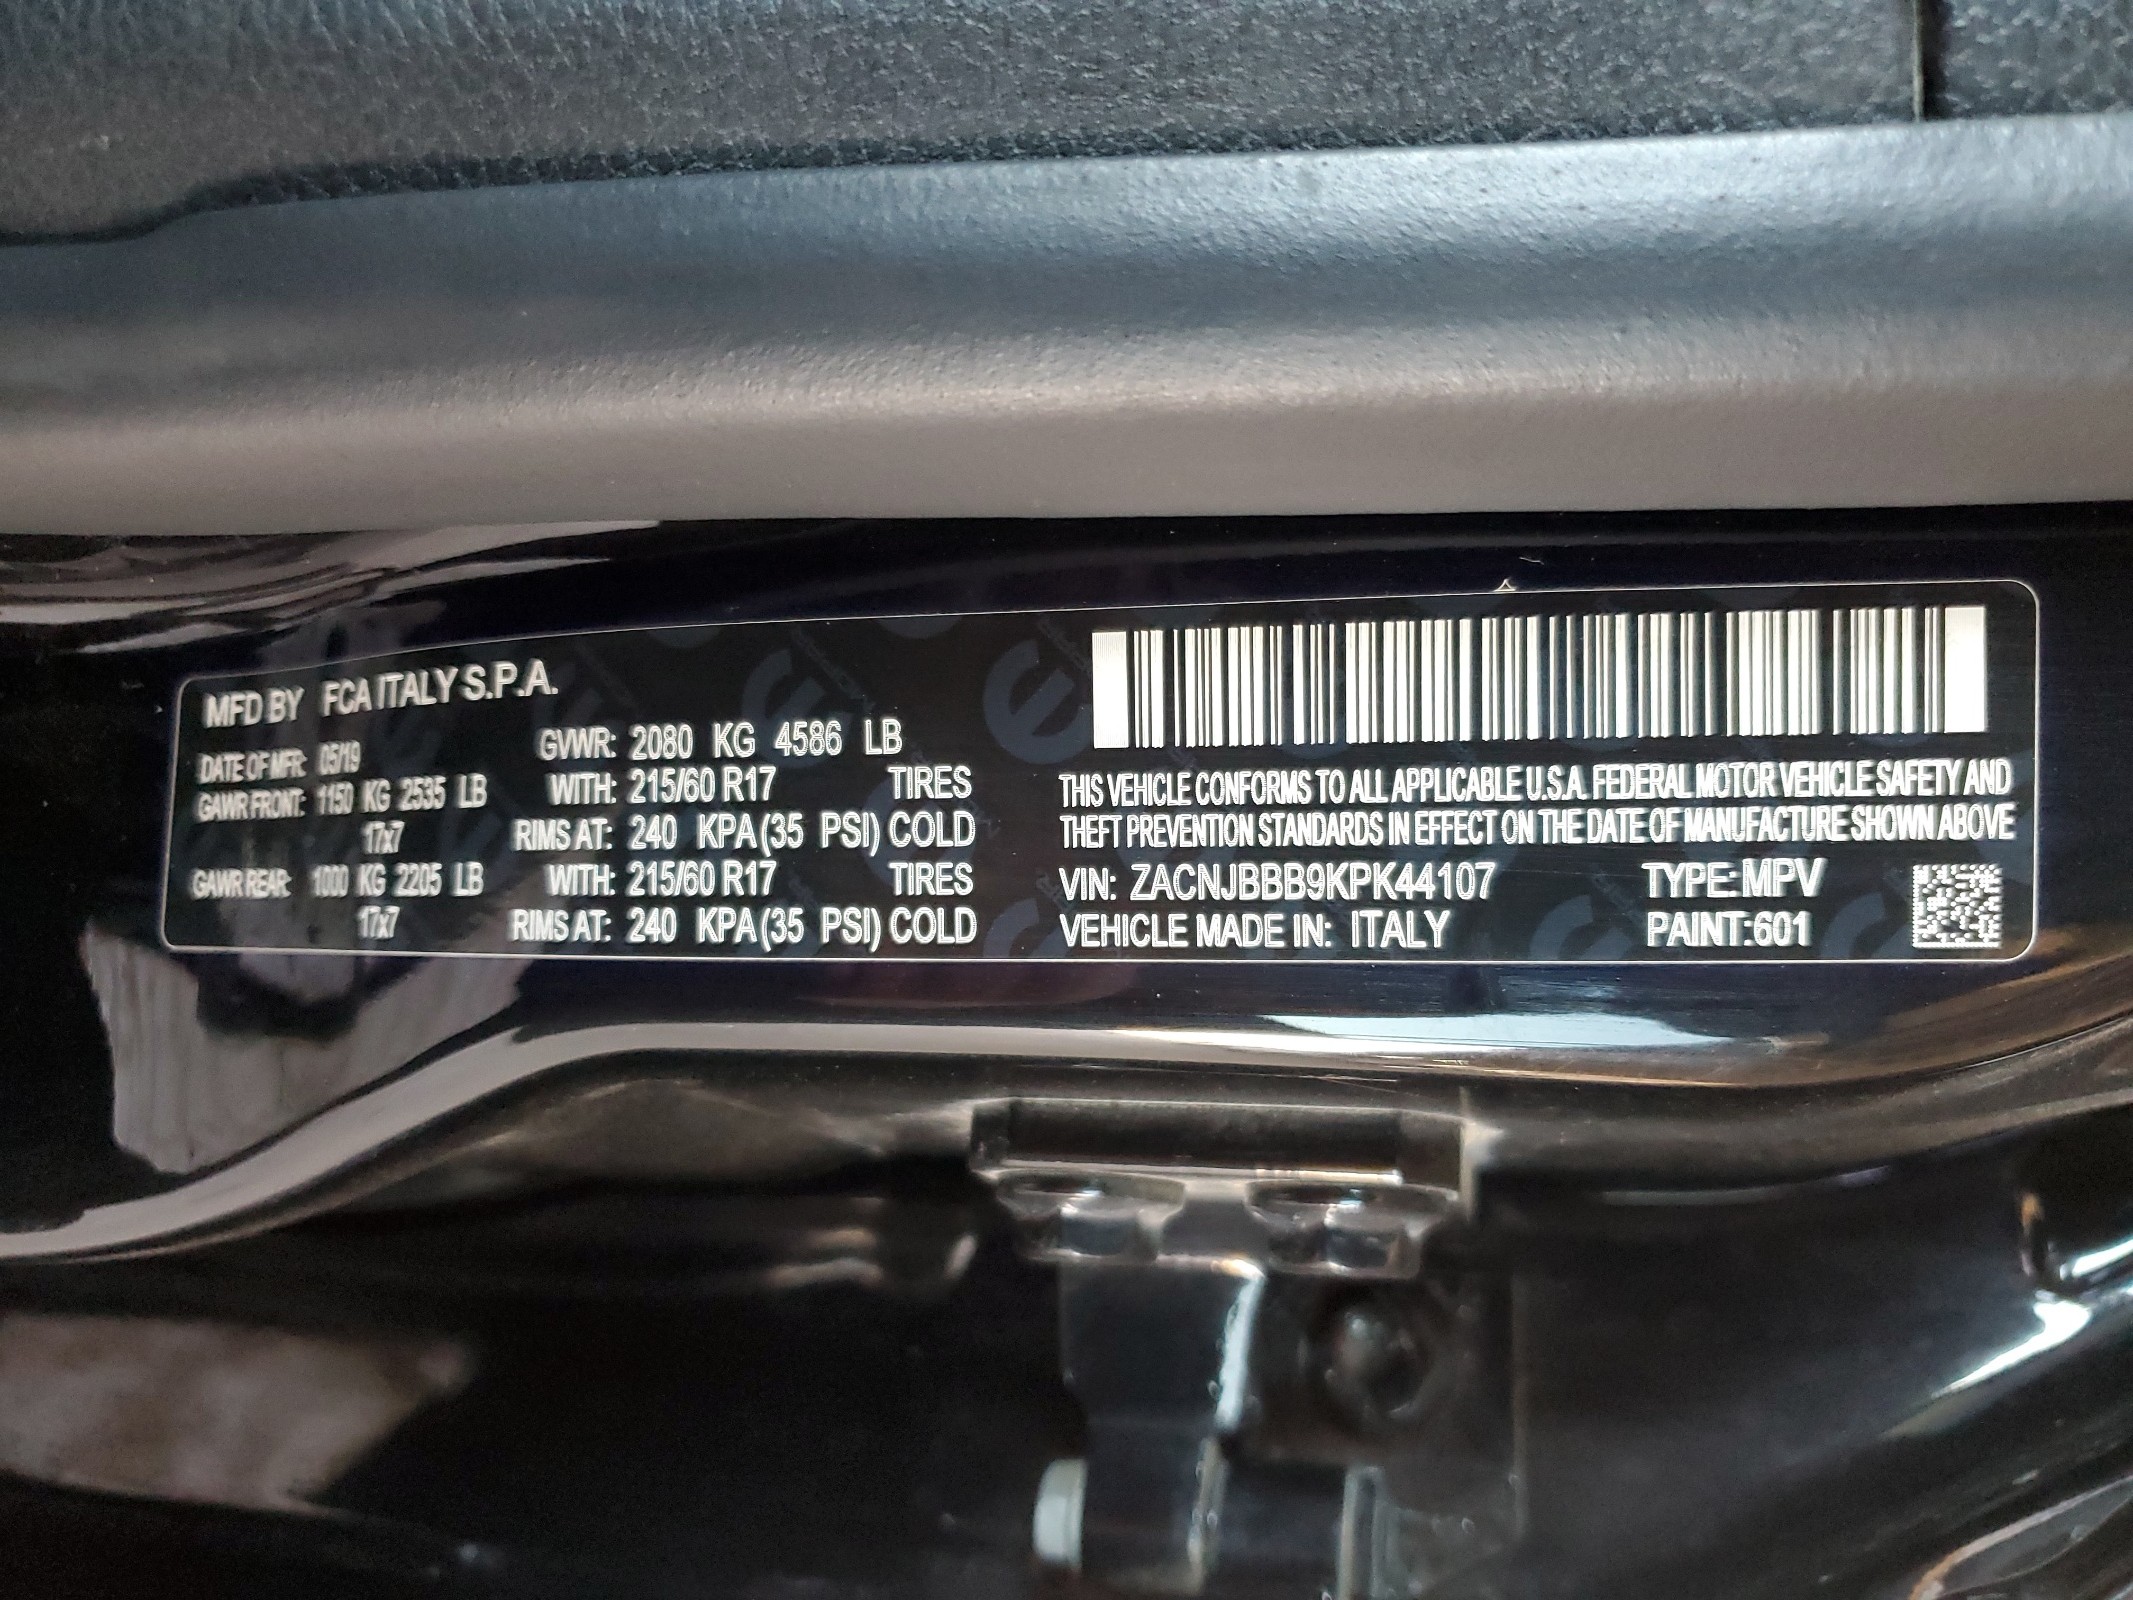 MFD BY FCA ITALY S.P.A.
DATE OF MFR: 05/19 GVWR: 2080 KG 4586 LB
GAWR FRONT: 1150 KG 2535 LB WITH: 215/60 R17 TIRES
17x7 RIMS AT: 240 KPA(35 PSI) COLD
GAWR REAR: 1000 KG 2205 LB WITH: 215/60 R17 TIRES
17x7 RIMS AT: 240 KPA(35 PSI) COLD
THIS VEHICLE CONFORMS TO ALL APPLICABLE U.S.A. FEDERAL MOTOR VEHICLE SAFETY AND
THEFT PREVENTION STANDARDS IN EFFECT ON THE DATE OF MANUFACTURE SHOWN ABOVE
VIN: ZACNJBBB9KPK44107 TYPE:MPV
VEHICLE MADE IN: ITALY PAINT:601